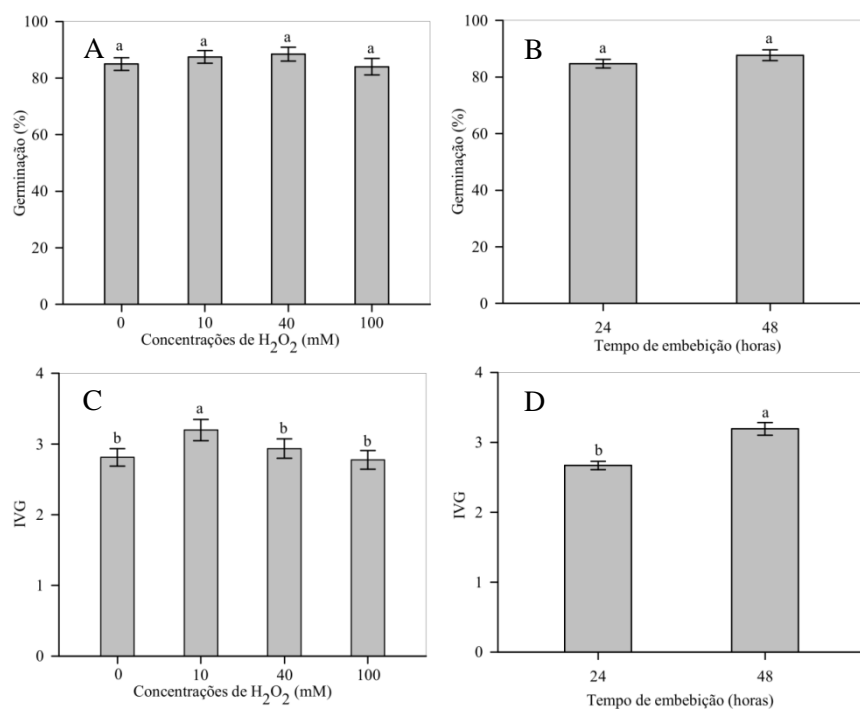 A
Germinação (%)
100
80
60
40
20
0
a a a a
0 10 40 100
Concentrações de H₂O₂ (mM)
B
Germinação (%)
100
80
60
40
20
0
a a
24 48
Tempo de embebição (horas)
C
IVG
4
3
2
1
0
b a b b
0 10 40 100
Concentrações de H₂O₂ (mM)
D
IVG
4
3
2
1
0
b a
24 48
Tempo de embebição (horas)